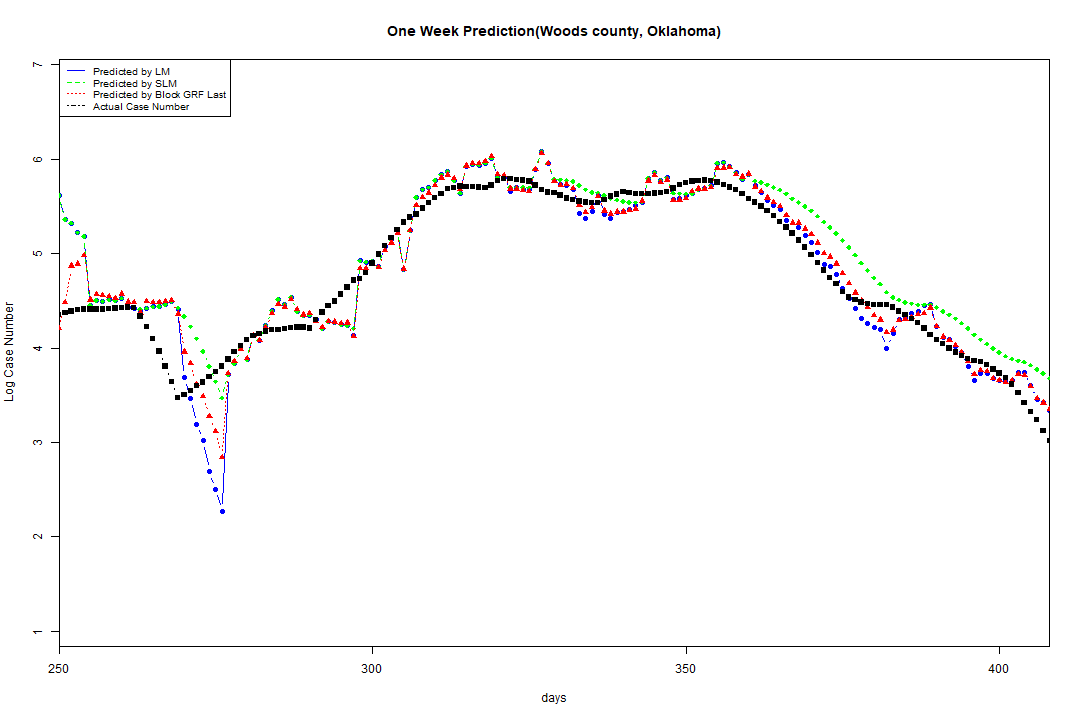 One Week Prediction(Woods county, Oklahoma)
Predicted by LM
Predicted by SLM
Predicted by Block GRF Last
Actual Case Number
7
6
5
4
3
2
1
Log Case Number
250 300 350 400
days